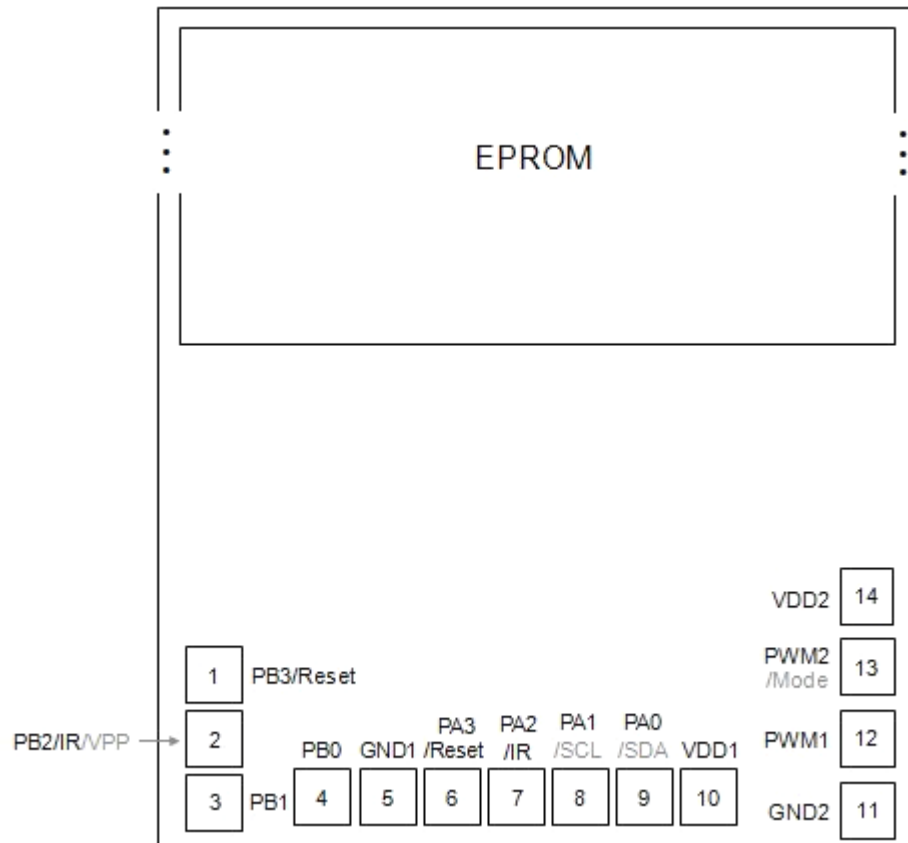 EPROM
VDD2
14
PWM2
/Mode
13
1
PB3/Reset
PB2/IR/VPP
2
PWM1
12
3
PB1
PB0
4
GND1
5
PA3
/Reset
6
PA2
/IR
7
PA1
/SCL
8
PA0
/SDA
9
VDD1
10
GND2
11